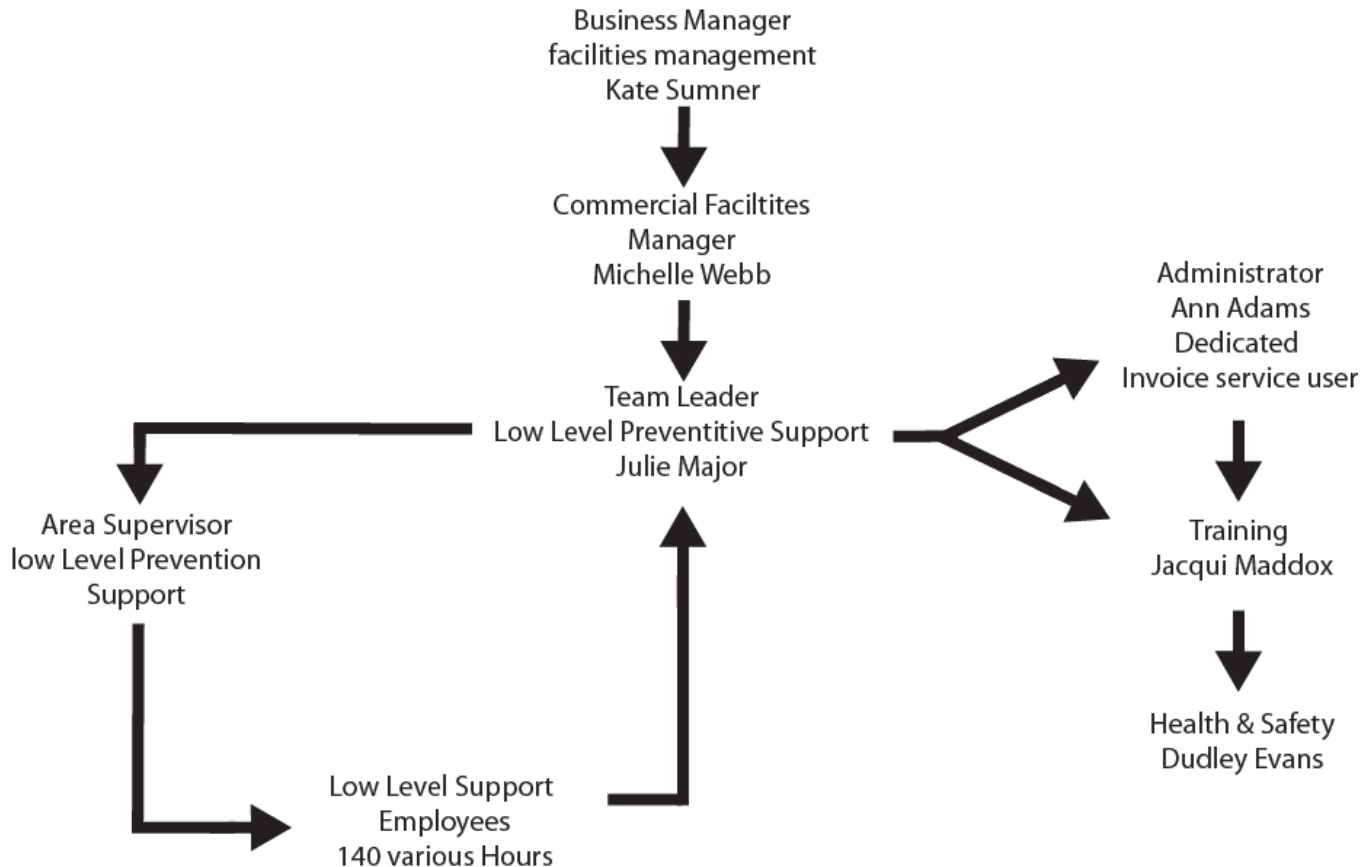 Business Manager
facilities management
Kate Sumner
Commercial Faciltites
Manager
Michelle Webb
Administrator
Ann Adams
Dedicated
Invoice service user
Team Leader
Low Level Preventitive Support
Julie Major
Area Supervisor
low Level Prevention
Support
Training
Jacqui Maddox
Health & Safety
Dudley Evans
Low Level Support
Employees
140 various Hours